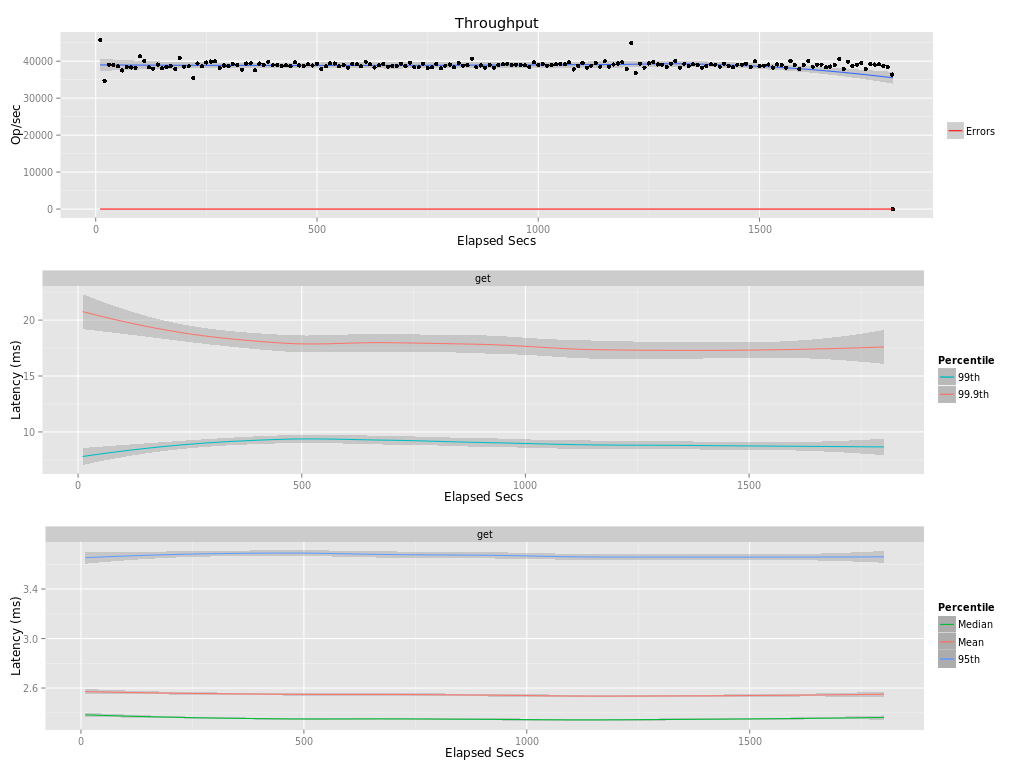 Throughput
40000
30000
20000
10000
0
Op/sec
0 500 1000 1500
Elapsed Secs
Errors
get
20
15
10
Latency (ms)
0 500 1000 1500
Elapsed Secs
Percentile
99th
99.9th
get
3.4
3.0
2.6
Latency (ms)
0 500 1000 1500
Elapsed Secs
Percentile
Median
Mean
95th